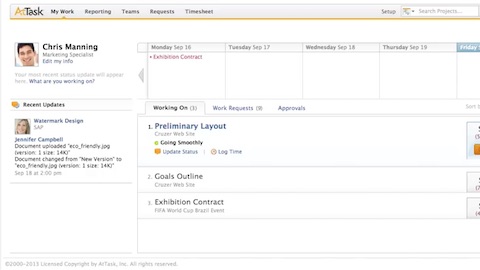 AtTask
My Work Reporting Teams Requests Timesheet Setup Search Projects...
Chris Manning
Marketing Specialist
Edit my info
Your most recent status update will appear
here. What are you working on?
Monday Sep 16 Tuesday Sep 17 Wednesday Sep 18 Thursday Sep 19 Friday Sep
• Exhibition Contract
Recent Updates
Watermark Design
SAP
Jennifer Campbell
Document uploaded "eco_friendly.jpg
(version: 1 size: 14K)"
Document changed from "New Version" to
"eco_friendly.jpg (version: 1 size: 14K)"
Sep 18 at 2:00 pm
Working On (3) Work Requests (9) Approvals
1. Preliminary Layout
Cruzer Web Site
Going Smoothly
Update Status | Log Time
2. Goals Outline
Cruzer Web Site
3. Exhibition Contract
FIFA World Cup Brazil Event
©2000-2013 Licensed Copyright by AtTask, Inc. All rights reserved.